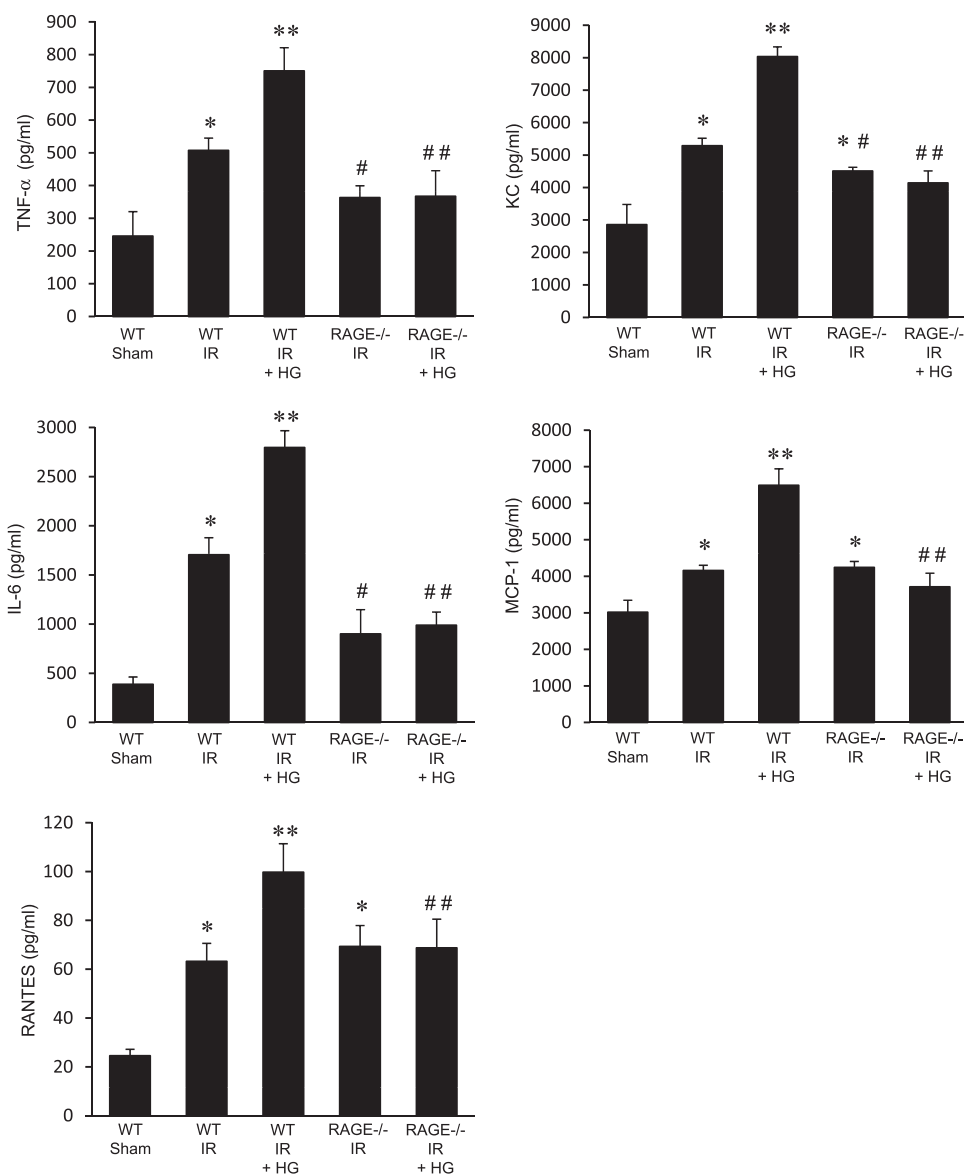 TNF-α (pg/ml)
900
800
700
600
500
400
300
200
100
0
*
**
#
# #
WT
Sham
WT
IR
WT
IR
+ HG
RAGE-/-
IR
RAGE-/-
IR
+ HG
KC (pg/ml)
9000
8000
7000
6000
5000
4000
3000
2000
1000
0
*
**
* #
# #
WT
Sham
WT
IR
WT
IR
+ HG
RAGE-/-
IR
RAGE-/-
IR
+ HG
IL-6 (pg/ml)
3000
2500
2000
1500
1000
500
0
*
**
#
# #
WT
Sham
WT
IR
WT
IR
+ HG
RAGE-/-
IR
RAGE-/-
IR
+ HG
MCP-1 (pg/ml)
8000
7000
6000
5000
4000
3000
2000
1000
0
*
**
*
# #
WT
Sham
WT
IR
WT
IR
+ HG
RAGE-/-
IR
RAGE-/-
IR
+ HG
RANTES (pg/ml)
120
100
80
60
40
20
0
*
**
*
# #
WT
Sham
WT
IR
WT
IR
+ HG
RAGE-/-
IR
RAGE-/-
IR
+ HG